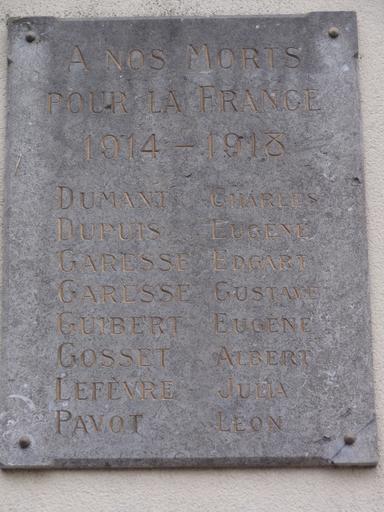 A NOS MORTS
POUR LA FRANCE
1914 - 1918
DUMANT CHARLES
DUPUIS EUGÈNE
GARESSE EDGART
GARESSE GUSTAVE
GUIBERT EUGÈNE
GOSSET ALBERT
LEFÈVRE JULIA
PAVOT LÉON